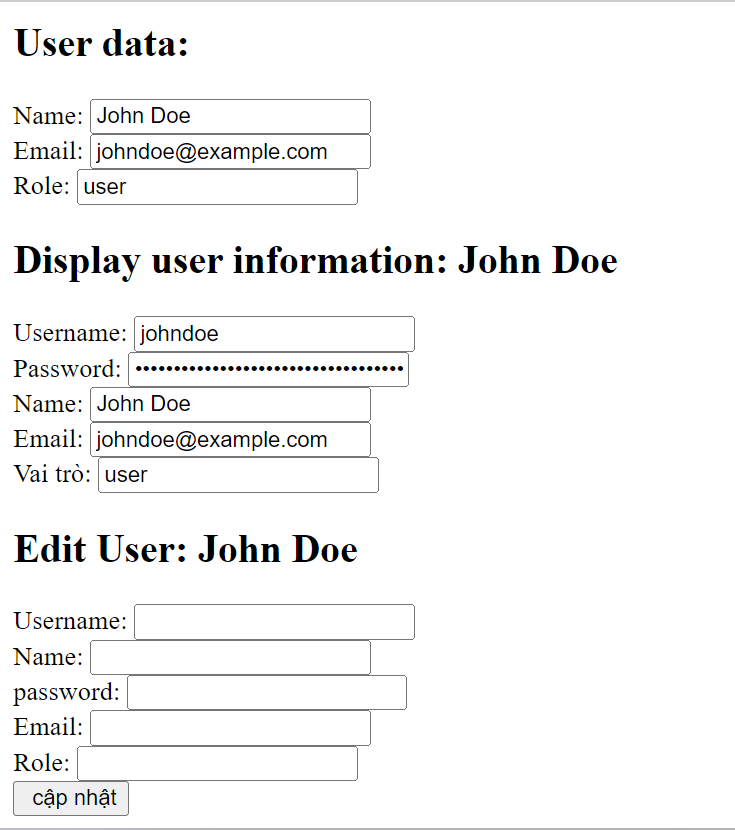 User data:
Name: John Doe
Email: johndoe@example.com
Role: user
Display user information: John Doe
Username: johndoe
Password: •••••••••••••••••••••••••••••••••••
Name: John Doe
Email: johndoe@example.com
Vai trò: user
Edit User: John Doe
Username:
Name:
password:
Email:
Role:
cập nhật